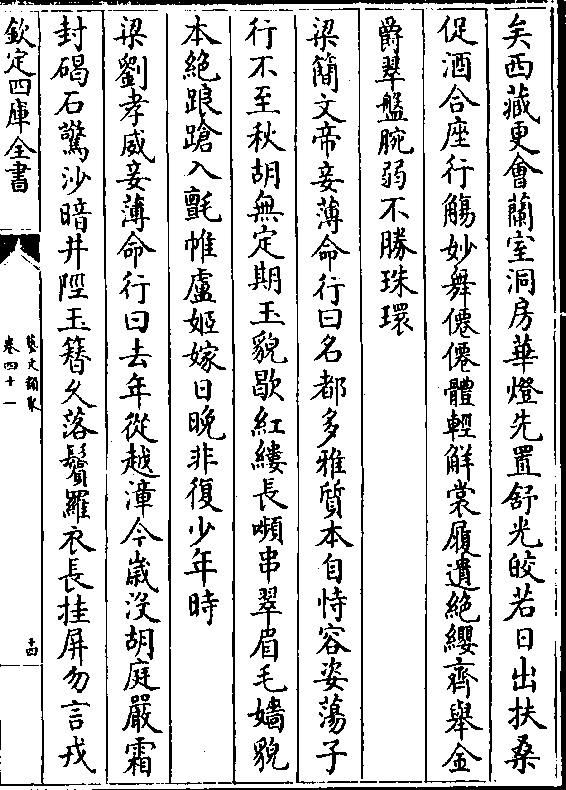 矣西藏更會蘭室洞房華燈先置舒光皎若日出扶桑
促酒合座行觴妙舞僊僊體輕觧裳履遺絶纓齊舉金
爵翠盤腕弱不勝珠環
梁簡文帝妾薄命行曰名都多雅質本自恃容姿蕩子
行不至秋胡無定期玉貌歇紅縷長嚬串翠眉毛嬙貌
本絶踉蹌入氈帷盧姬嫁日晚非復少年時
梁劉孝威妾薄命行曰去年從越漳今歲沒胡庭嚴霜
封碣石驚沙暗井陘玉簪久落鬢羅衣長挂屏勿言戎
欽定四庫全書
藝文類聚
卷四十一
十四